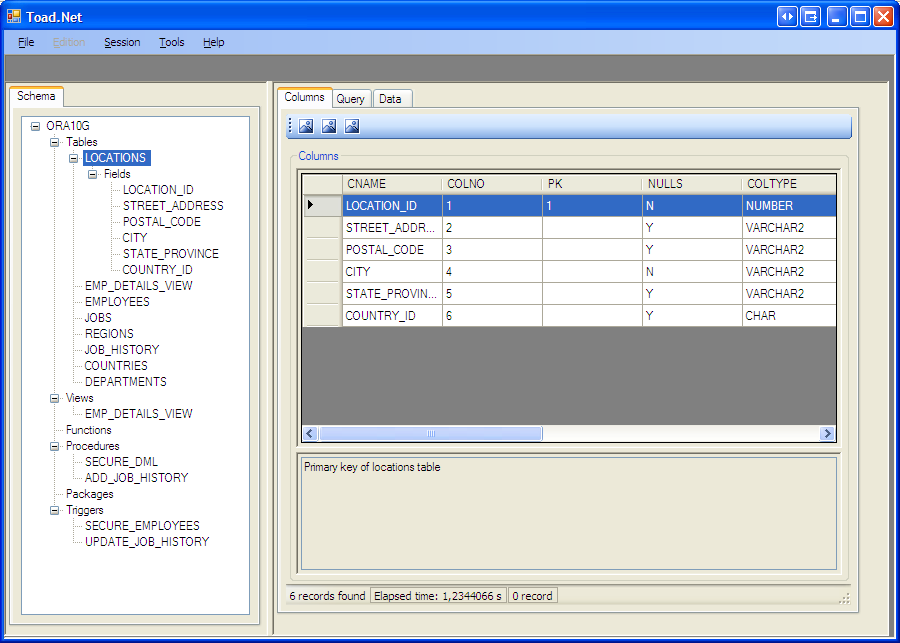 Toad.Net
File Edition Session Tools Help
Schema
ORA10G
Tables
LOCATIONS
Fields
LOCATION_ID
STREET_ADDRESS
POSTAL_CODE
CITY
STATE_PROVINCE
COUNTRY_ID
EMP_DETAILS_VIEW
EMPLOYEES
JOBS
REGIONS
JOB_HISTORY
COUNTRIES
DEPARTMENTS
Views
EMP_DETAILS_VIEW
Functions
Procedures
SECURE_DML
ADD_JOB_HISTORY
Packages
Triggers
SECURE_EMPLOYEES
UPDATE_JOB_HISTORY
Columns Query Data
Columns
CNAME COLNO PK NULLS COLTYPE
LOCATION_ID 1 1 N NUMBER
STREET_ADDR... 2 Y VARCHAR2
POSTAL_CODE 3 Y VARCHAR2
CITY 4 N VARCHAR2
STATE_PROVIN... 5 Y VARCHAR2
COUNTRY_ID 6 Y CHAR
Primary key of locations table
6 records found Elapsed time: 1,2344066 s 0 record